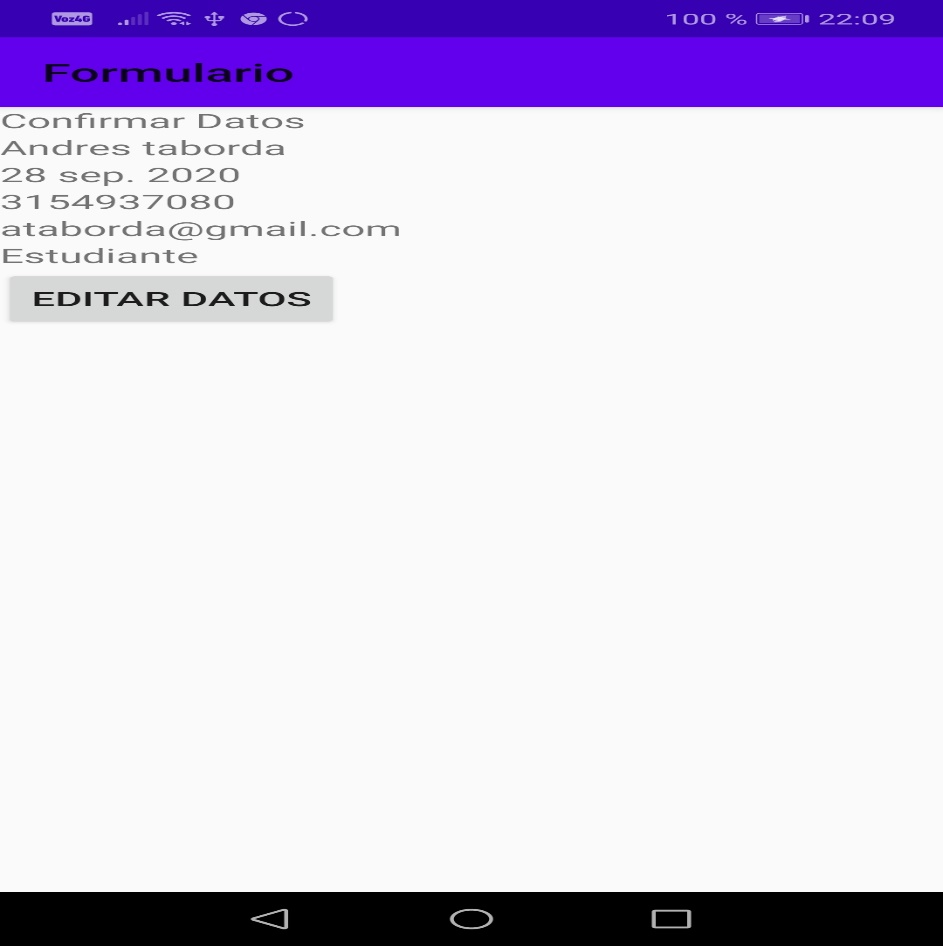 Voz4G 100 % 22:09
Formulario
Confirmar Datos
Andres taborda
28 sep. 2020
3154937080
ataborda@gmail.com
Estudiante
EDITAR DATOS